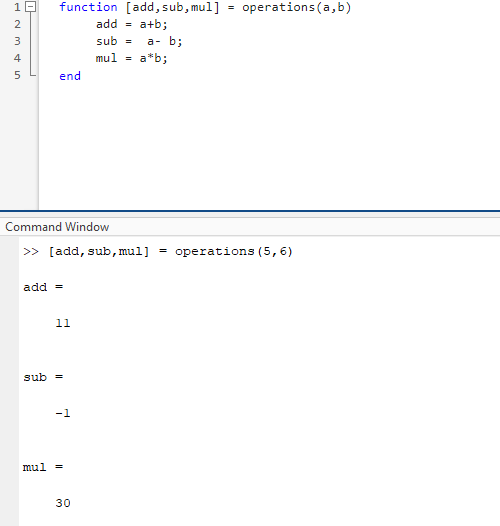 1 function [add,sub,mul] = operations(a,b)
2 add = a+b;
3 sub =  a- b;
4 mul = a*b;
5 end
Command Window
>> [add,sub,mul] = operations(5,6)
add =
11
sub =
-1
mul =
30